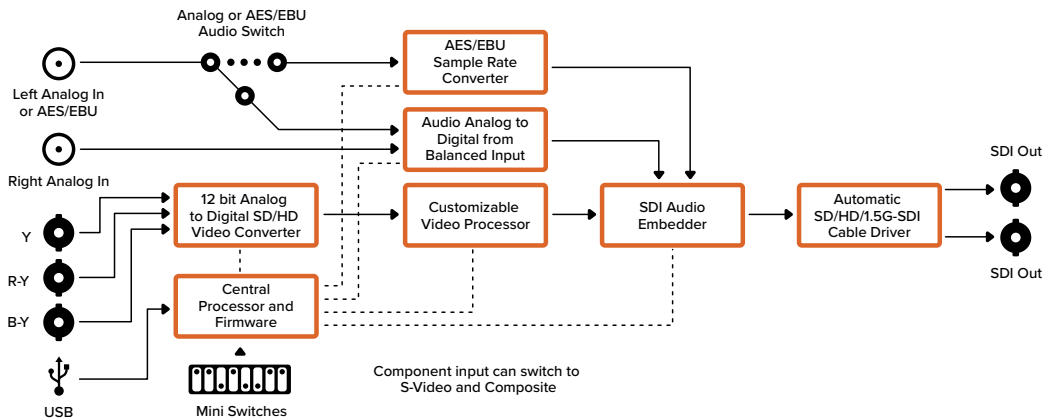 Analog or AES/EBU
Audio Switch
Left Analog In
or AES/EBU
Right Analog In
AES/EBU
Sample Rate
Converter
Audio Analog to
Digital from
Balanced Input
Y
R-Y
B-Y
USB
12 bit Analog
to Digital SD/HD
Video Converter
Customizable
Video Processor
SDI Audio
Embedder
Automatic
SD/HD/1.5G-SDI
Cable Driver
SDI Out
SDI Out
Central
Processor and
Firmware
Mini Switches
Component input can switch to
S-Video and Composite